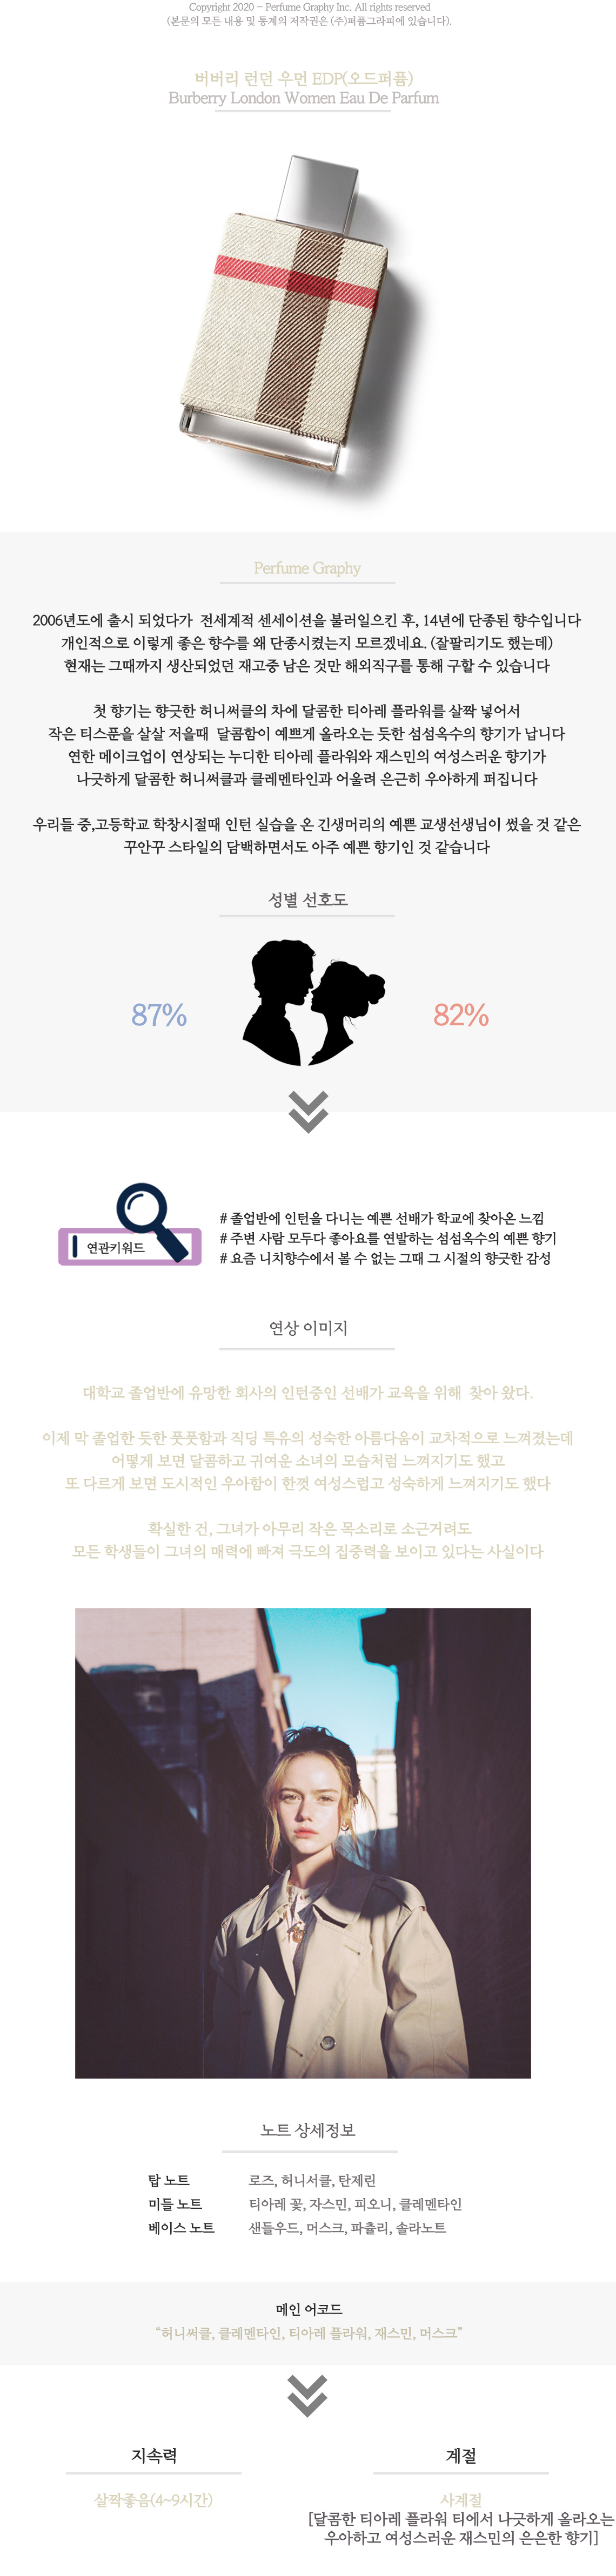 Copyright 2020 - Perfume Graphy Inc. All rights reserved
(본문의 모든 내용 및 통계의 저작권은 (주)퍼퓸그라피에 있습니다).
버버리 런던 우먼 EDP(오드퍼퓸)
Burberry London Women Eau De Parfum
Perfume Graphy
2006년도에 출시 되었다가 전세계적 센세이션을 불러일으킨 후, 14년에 단종된 향수입니다
개인적으로 이렇게 좋은 향수를 왜 단종시켰는지 모르겠네요. (잘팔리기도 했는데)
현재는 그때까지 생산되었던 재고중 남은 것만 해외직구를 통해 구할 수 있습니다
첫 향기는 향긋한 허니써클의 차에 달콤한 티아레 플라워를 살짝 넣어서
작은 티스푼을 살살 저을때 달콤함이 예쁘게 올라오는 듯한 섬섬옥수의 향기가 납니다
연한 메이크업이 연상되는 누디한 티아레 플라워와 재스민의 여성스러운 향기가
나긋하게 달콤한 허니써클과 클레멘타인과 어울려 은근히 우아하게 퍼집니다
우리들 중,고등학교 학창시절때 인턴 실습을 온 긴생머리의 예쁜 교생선생님이 썼을 것 같은
꾸안꾸 스타일의 담백하면서도 아주 예쁜 향기인 것 같습니다
성별 선호도
87%
82%
연관키워드
# 졸업반에 인턴을 다니는 예쁜 선배가 학교에 찾아온 느낌
# 주변 사람 모두다 좋아요를 연발하는 섬섬옥수의 예쁜 향기
# 요즘 니치향수에서 볼 수 없는 그때 그 시절의 향긋한 감성
연상 이미지
대학교 졸업반에 유망한 회사의 인턴중인 선배가 교육을 위해 찾아 왔다.
이제 막 졸업한 듯한 풋풋함과 직딩 특유의 성숙한 아름다움이 교차적으로 느껴졌는데
어떻게 보면 달콤하고 귀여운 소녀의 모습처럼 느껴지기도 했고
또 다르게 보면 도시적인 우아함이 한껏 여성스럽고 성숙하게 느껴지기도 했다
확실한 건, 그녀가 아무리 작은 목소리로 소근거려도
모든 학생들이 그녀의 매력에 빠져 극도의 집중력을 보이고 있다는 사실이다
노트 상세정보
탑 노트 로즈, 허니서클, 탄제린
미들 노트 티아레 꽃, 자스민, 피오니, 클레멘타인
베이스 노트 샌들우드, 머스크, 파츌리, 솔라노트
메인 어코드
“허니써클, 클레멘타인, 티아레 플라워, 재스민, 머스크”
지속력
살짝좋음(4~9시간)
계절
사계절
[달콤한 티아레 플라워 티에서 나긋하게 올라오는
우아하고 여성스러운 재스민의 은은한 향기]